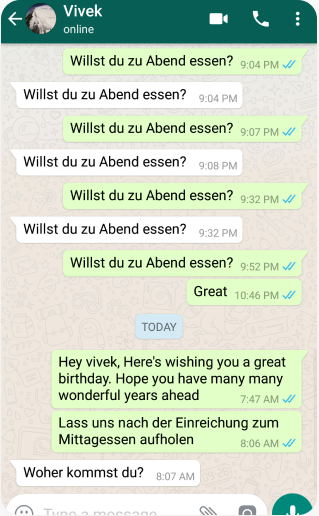 Vivek
online
Willst du zu Abend essen? 9:04 PM
Willst du zu Abend essen? 9:04 PM
Willst du zu Abend essen? 9:07 PM
Willst du zu Abend essen? 9:08 PM
Willst du zu Abend essen? 9:32 PM
Willst du zu Abend essen? 9:32 PM
Willst du zu Abend essen? 9:52 PM
Great 10:46 PM
TODAY
Hey vivek, Here's wishing you a great
birthday. Hope you have many many
wonderful years ahead 7:47 AM
Lass uns nach der Einreichung zum
Mittagessen aufholen 8:06 AM
Woher kommst du? 8:07 AM
Type a message